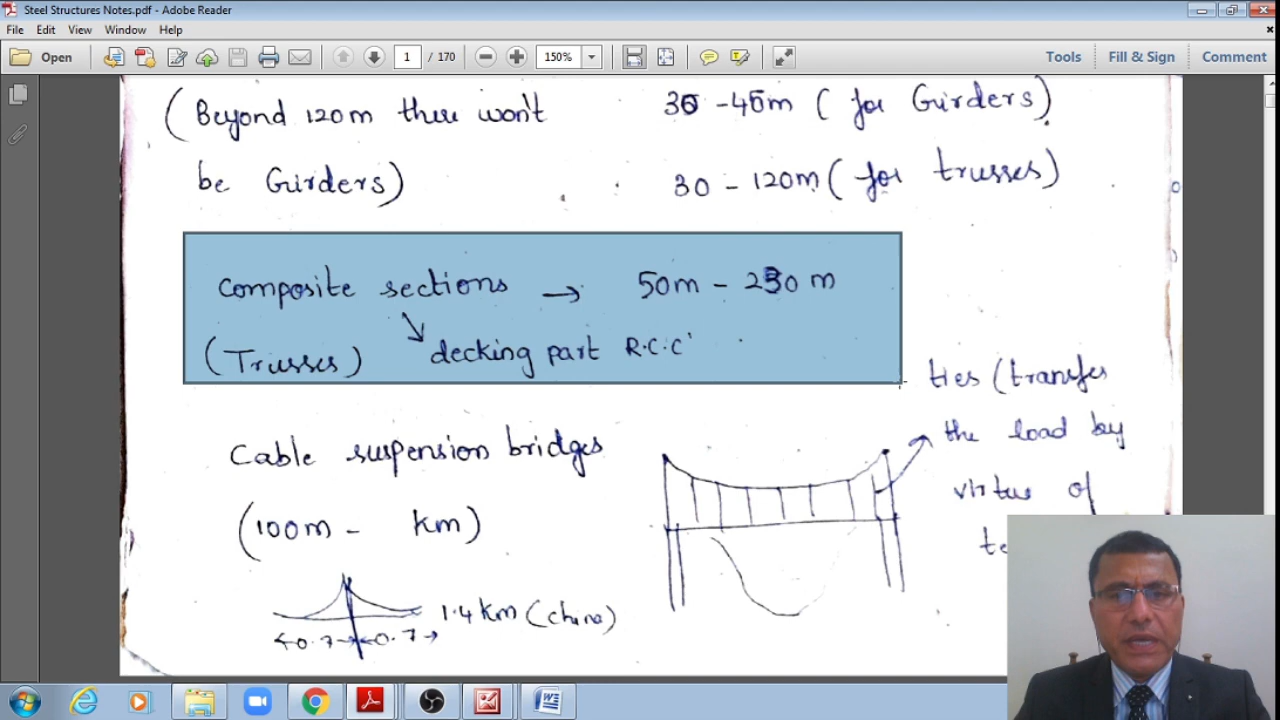 Steel Structures Notes.pdf - Adobe Reader
File Edit View Window Help
Open 1 / 170 150% Tools Fill & Sign Comment
(Beyond 120m there won't
be Girders)
(for Girders)
30 - 120m (for trusses)
composite sections → 50m - 250 m
(Trusses) decking part R.C.C
ties (transfer
the load by
virtue of
Cable suspension bridges
(100m - km)
1.4 km (china)
0.7 0.7